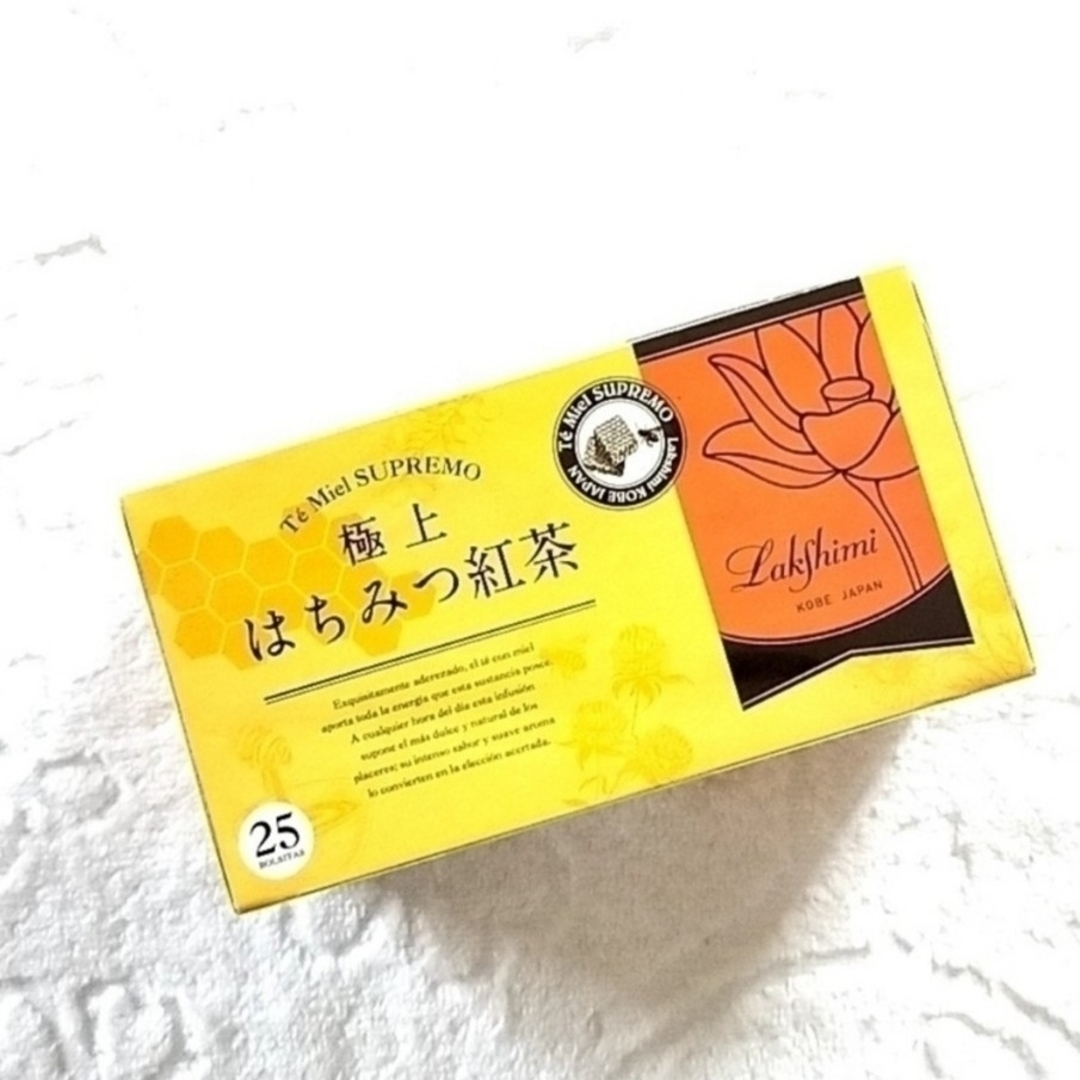 Té Miel SUPREMO
極上
はちみつ紅茶
Exquisitamente aderezado, el té con miel
aporta toda la energía que esta sustancia posee.
A cualquier hora del día esta infusión
supone el más dulce y natural de los
placeres; su intenso sabor y suave aroma
lo convierten en la elección acertada.
25
BOLSITAS
Té Miel SUPREMO
Lakshimi KOBE JAPAN
Lakshimi
KOBE JAPAN